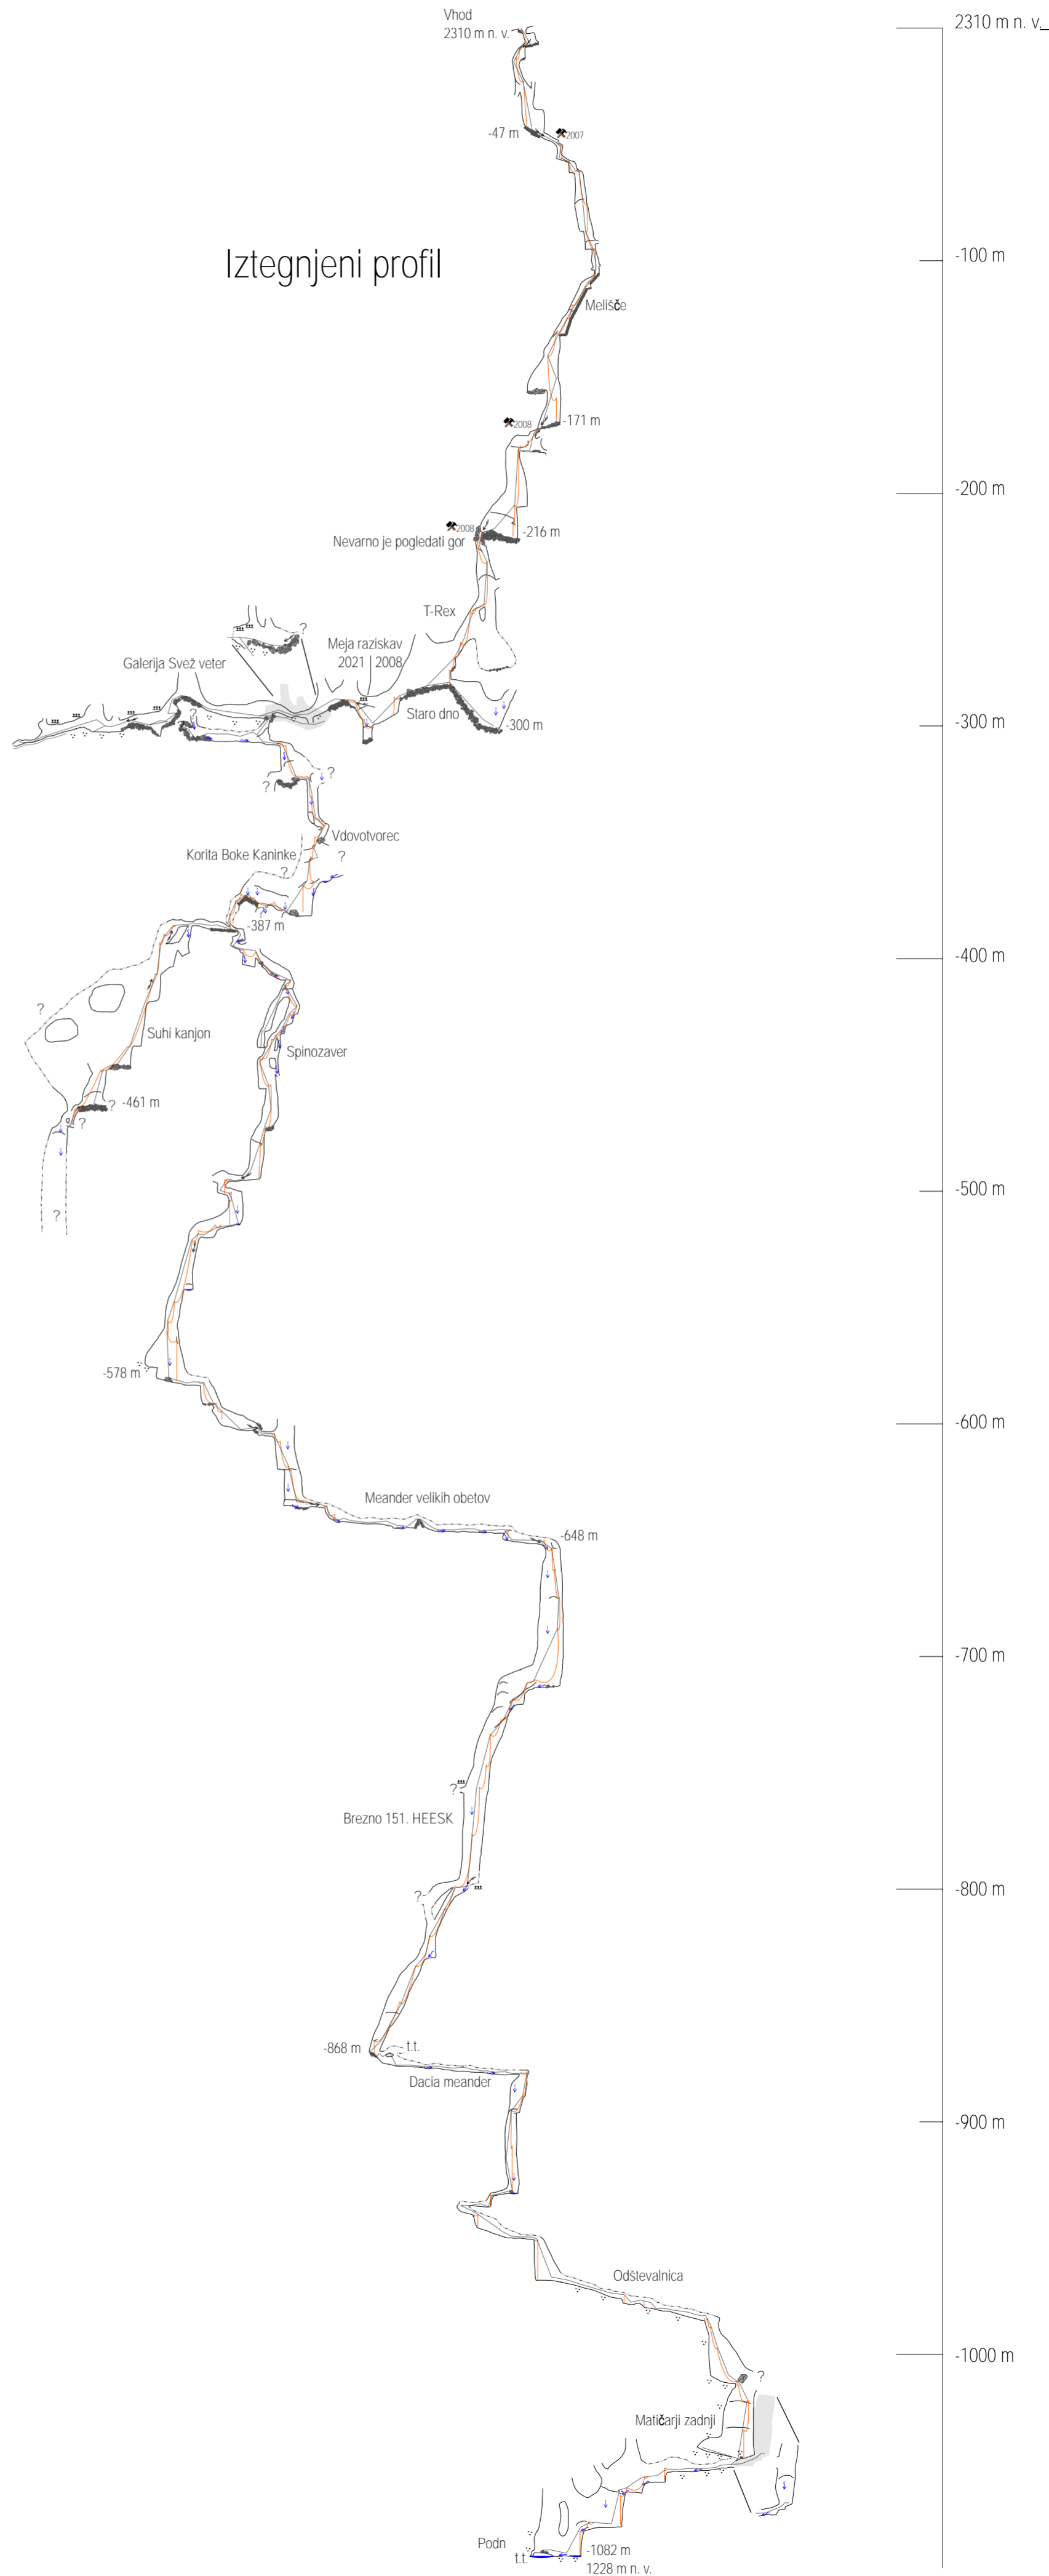 Vhod
2310 m n. v.
2310 m n. v.
-47 m
2007
Iztegnjeni profil
-100 m
Melišče
2008
-171 m
-200 m
2008
-216 m
Nevarno je pogledati gor
T-Rex
?
Meja raziskav
2021 | 2008
Galerija Svež veter
?
Staro dno
-300 m
-300 m
?
?
Vdovotvorec
Korita Boke Kaninke
?
?
-387 m
-400 m
?
Suhi kanjon
Spinozaver
-461 m
?
?
-500 m
?
-578 m
-600 m
Meander velikih obetov
-648 m
-700 m
?
Brezno 151. HEESK
-800 m
?
-868 m
t.t.
Dacia meander
-900 m
Odštevalnica
-1000 m
?
Matičarji zadnji
Podn
t.t.
-1082 m
1228 m n. v.